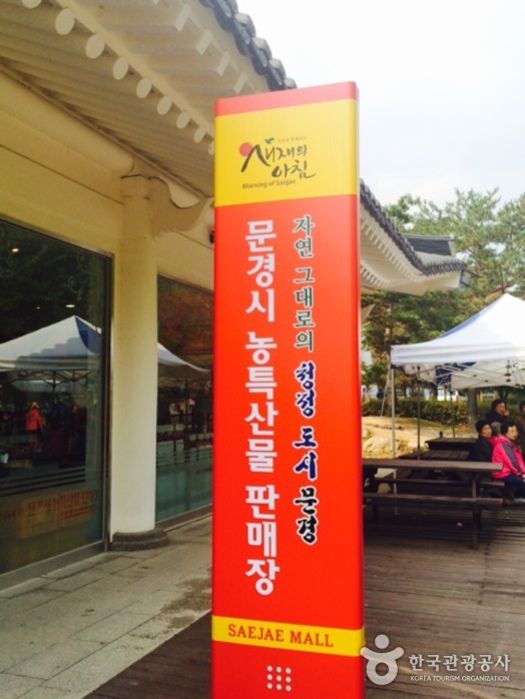 새재의
아침
Morning of Saejae
자연 그대로의 청정 도시 문경
문경시 농특산물 판매장
SAEJAE MALL
한국관광공사
KOREA TOURISM ORGANIZATION